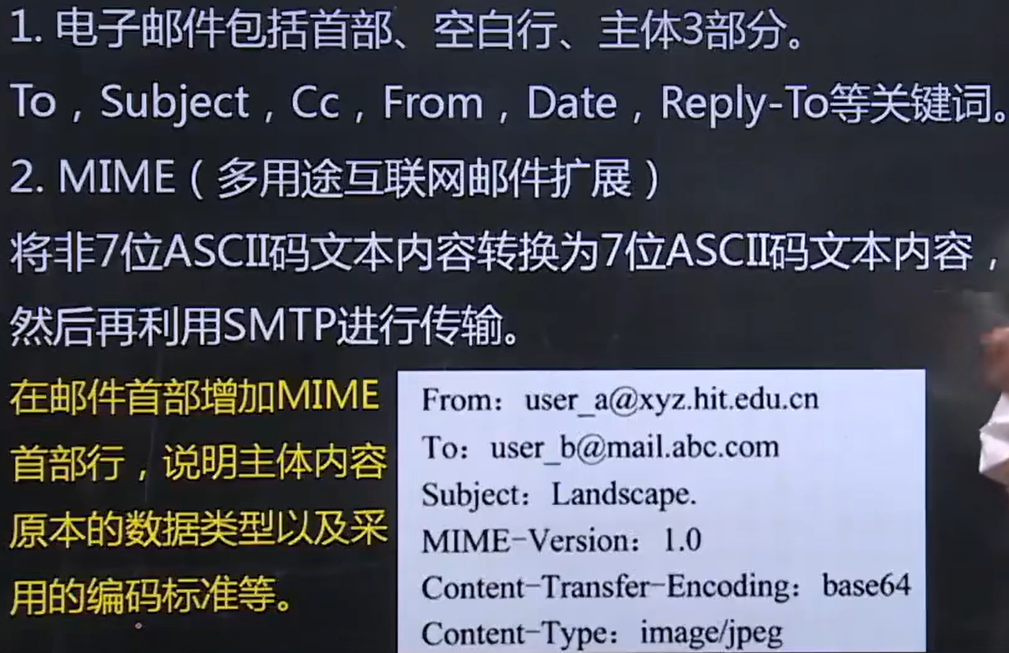 1. 电子邮件包括首部、空白行、主体3部分。
To，Subject，Cc，From，Date，Reply-To等关键词。
2. MIME（多用途互联网邮件扩展）
将非7位ASCII码文本内容转换为7位ASCII码文本内容，
然后再利用SMTP进行传输。
在邮件首部增加MIME
首部行，说明主体内容
原本的数据类型以及采
用的编码标准等。
From：user_a@xyz.hit.edu.cn
To：user_b@mail.abc.com
Subject：Landscape.
MIME-Version：1.0
Content-Transfer-Encoding：base64
Content-Type：image/jpeg